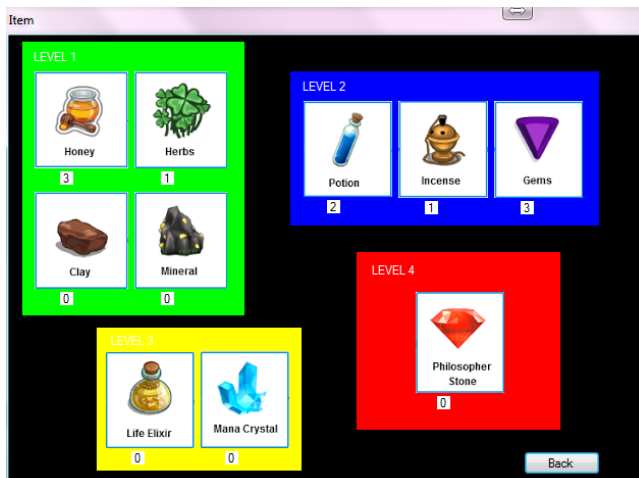 Item
LEVEL 1
Honey
Herbs
3
1
Clay
Mineral
0
0
LEVEL 2
Potion
Incense
Gems
2
1
3
LEVEL 3
Life Elixir
Mana Crystal
0
0
LEVEL 4
Philosopher
Stone
0
Back